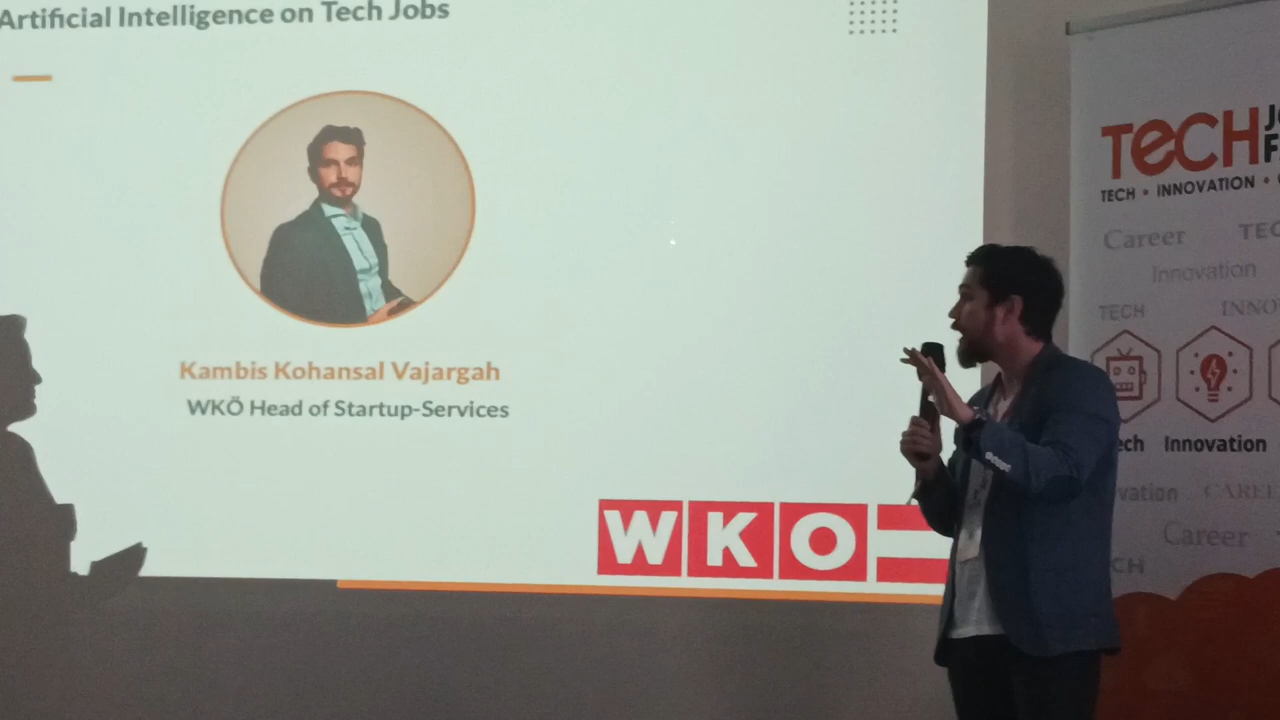 Artificial Intelligence on Tech Jobs
Kambis Kohansal Vajargah
WKÖ Head of Startup-Services
WKO
TECH
TECH • INNOVATION •
Career
Innovation
TECH
Innovation
Career